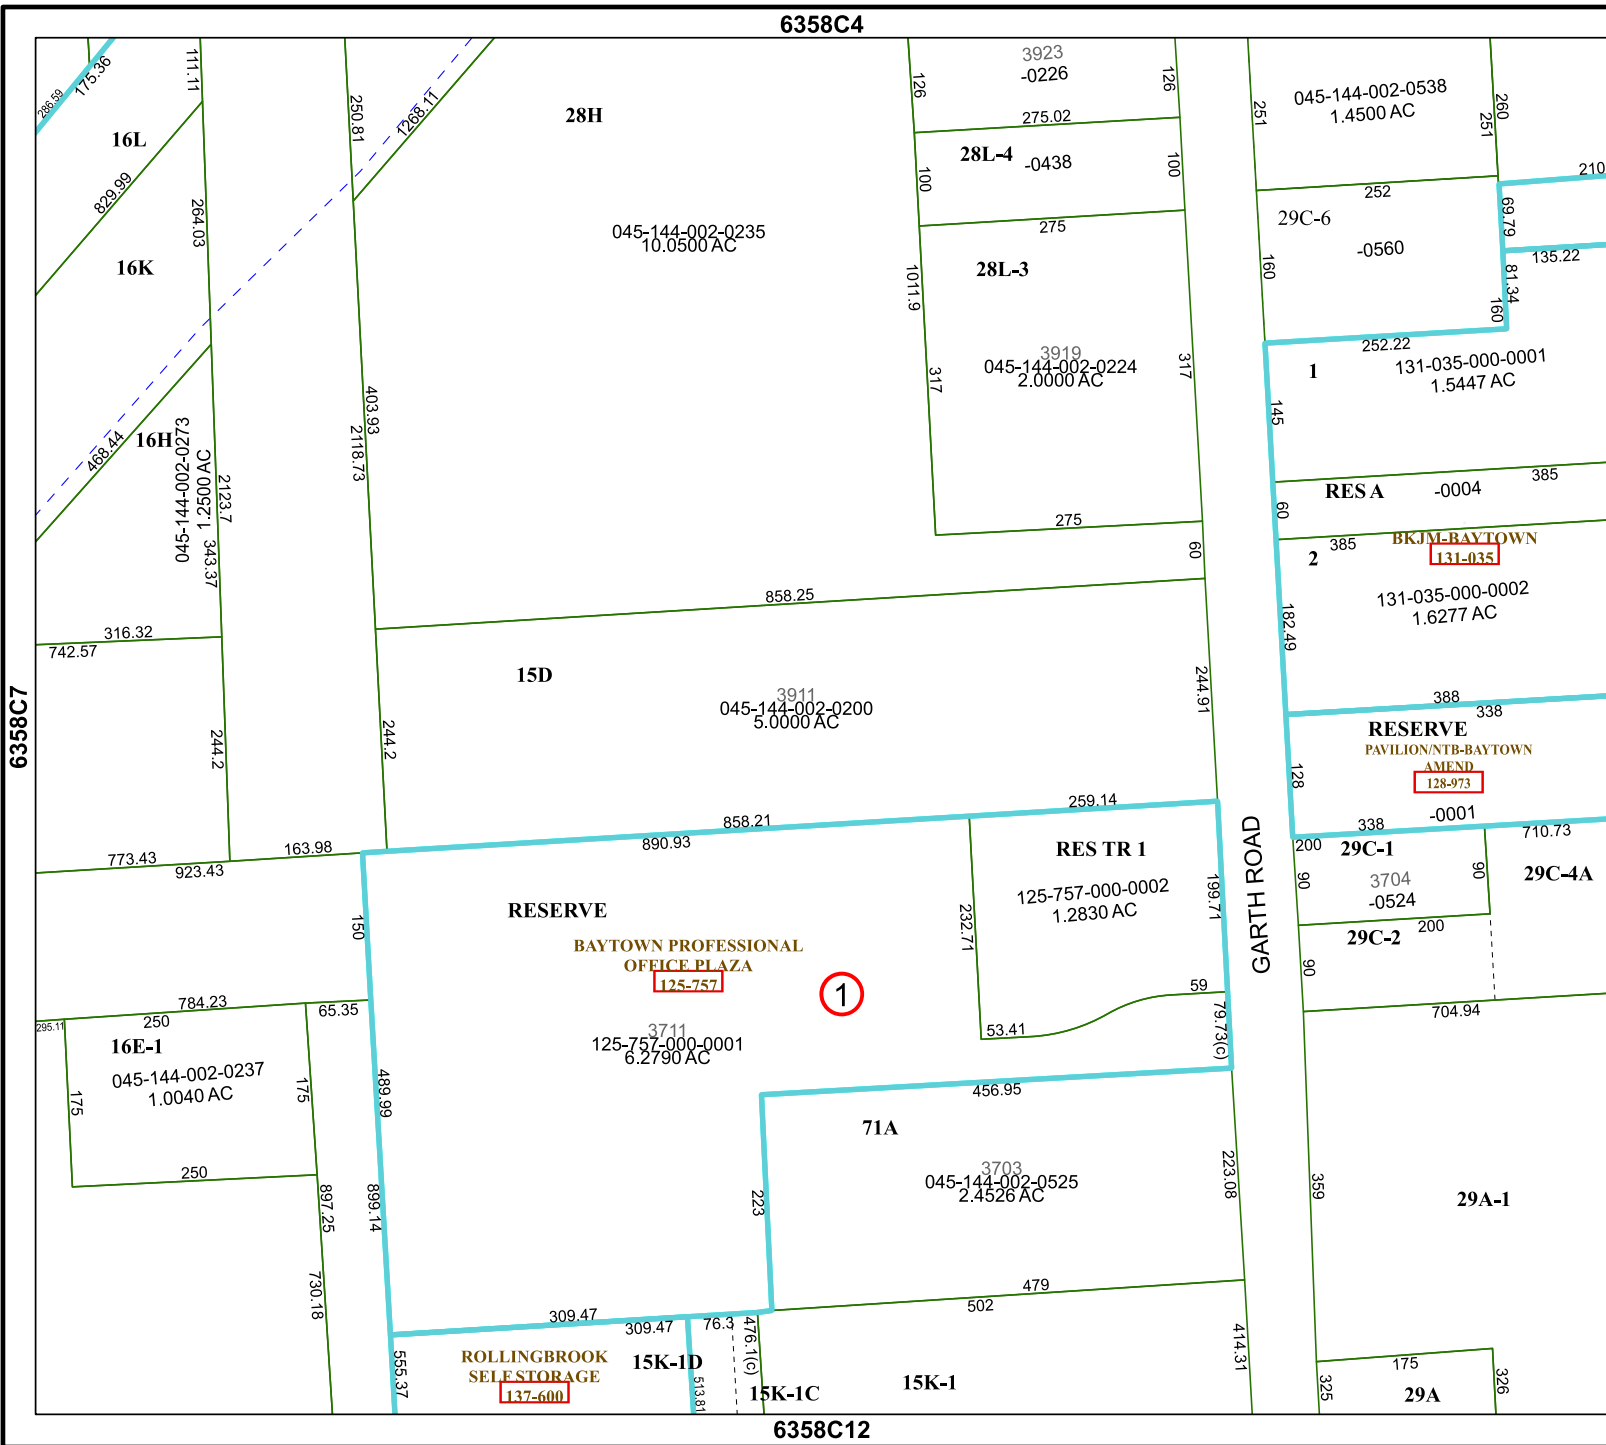 6358C4
286.59
175.36
111.11
250.81
1268.11
28H
126
3923
-0226
126
251
045-144-002-0538
1.4500 AC
260
251
16L
829.99
275.02
28L-4
-0438
100
100
210
252
264.03
045-144-002-0235
10.0500 AC
275
29C-6
-0560
69.79
135.22
16K
1011.9
28L-3
160
81.34
160
252.22
317
3919
045-144-002-0224
2.0000 AC
317
1
131-035-000-0001
1.5447 AC
403.93
2118.73
145
468.44
16H
045-144-002-0273
1.2500 AC
2123.7
343.37
RES A
-0004
385
275
60
60
385
2
BKJM-BAYTOWN
131-035
131-035-000-0002
1.6277 AC
858.25
182.49
316.32
742.57
15D
3911
045-144-002-0200
5.0000 AC
244.91
388
338
6358C7
244.2
244.2
RESERVE
PAVILION/NTB-BAYTOWN
AMEND
128-973
128
-0001
259.14
858.21
890.93
338
710.73
163.98
773.43
923.43
RES TR 1
125-757-000-0002
1.2830 AC
199.71
GARTH ROAD
200
29C-1
90
3704
-0524
90
29C-4A
150
RESERVE
BAYTOWN PROFESSIONAL
OFFICE PLAZA
125-757
232.71
200
29C-2
90
1
59
784.23
65.35
295.11
250
53.41
79.73(c)
704.94
16E-1
045-144-002-0237
1.0040 AC
3711
125-757-000-0001
6.2790 AC
175
175
489.99
456.95
71A
250
897.25
899.14
223
3703
045-144-002-0525
2.4526 AC
223.08
359
29A-1
730.18
479
502
309.47
309.47
76.3
476.1(c)
414.31
ROLLINGBROOK
SELF STORAGE
137-600
555.37
15K-1D
513.81
15K-1C
15K-1
175
325
29A
326
6358C12